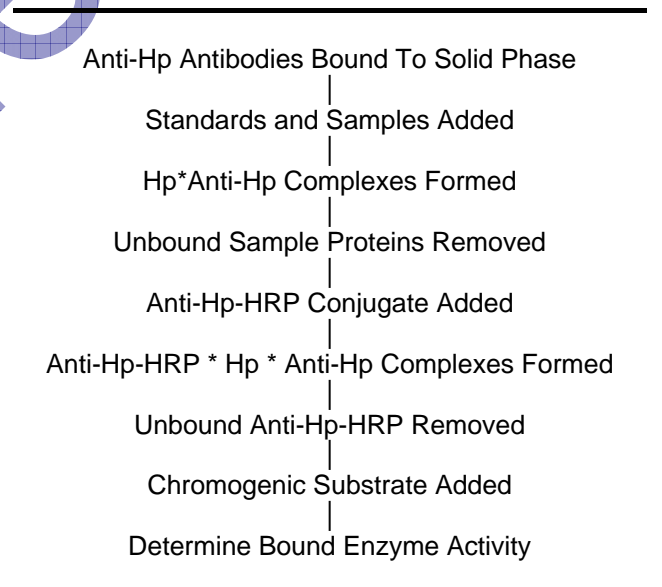 Anti-Hp Antibodies Bound To Solid Phase
Standards and Samples Added
Hp*Anti-Hp Complexes Formed
Unbound Sample Proteins Removed
Anti-Hp-HRP Conjugate Added
Anti-Hp-HRP * Hp * Anti-Hp Complexes Formed
Unbound Anti-Hp-HRP Removed
Chromogenic Substrate Added
Determine Bound Enzyme Activity